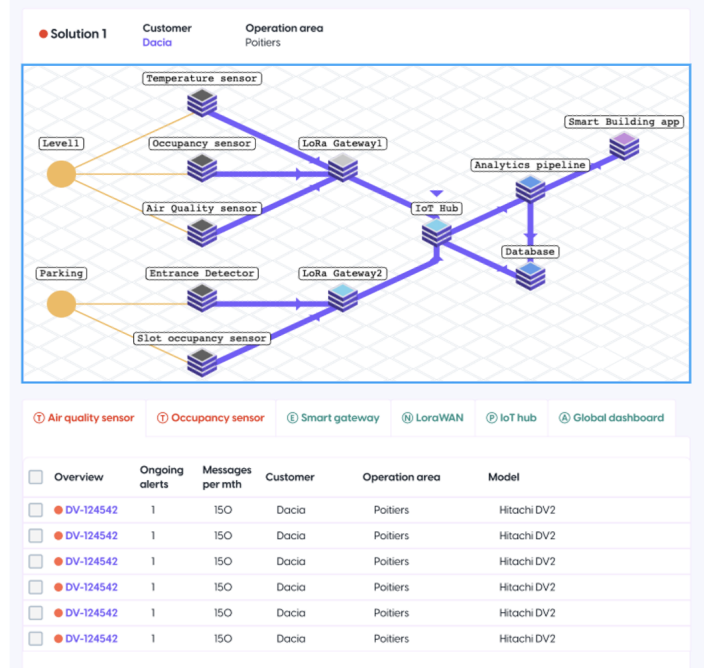 Solution 1
Customer
Dacia
Operation area
Poitiers
Temperature sensor
Smart Building app
Level1
Occupancy sensor
LoRa Gateway1
Analytics pipeline
Air Quality sensor
IoT Hub
Database
Parking
Entrance Detector
LoRa Gateway2
Slot occupancy sensor
T Air quality sensor
T Occupancy sensor
E Smart gateway
N LoraWAN
P IoT hub
A Global dashboard
Overview
Ongoing
alerts
Messages
per mth
Customer
Operation area
Model
DV-124542 1 150 Dacia Poitiers Hitachi DV2
DV-124542 1 150 Dacia Poitiers Hitachi DV2
DV-124542 1 150 Dacia Poitiers Hitachi DV2
DV-124542 1 150 Dacia Poitiers Hitachi DV2
DV-124542 1 150 Dacia Poitiers Hitachi DV2
DV-124542 1 150 Dacia Poitiers Hitachi DV2